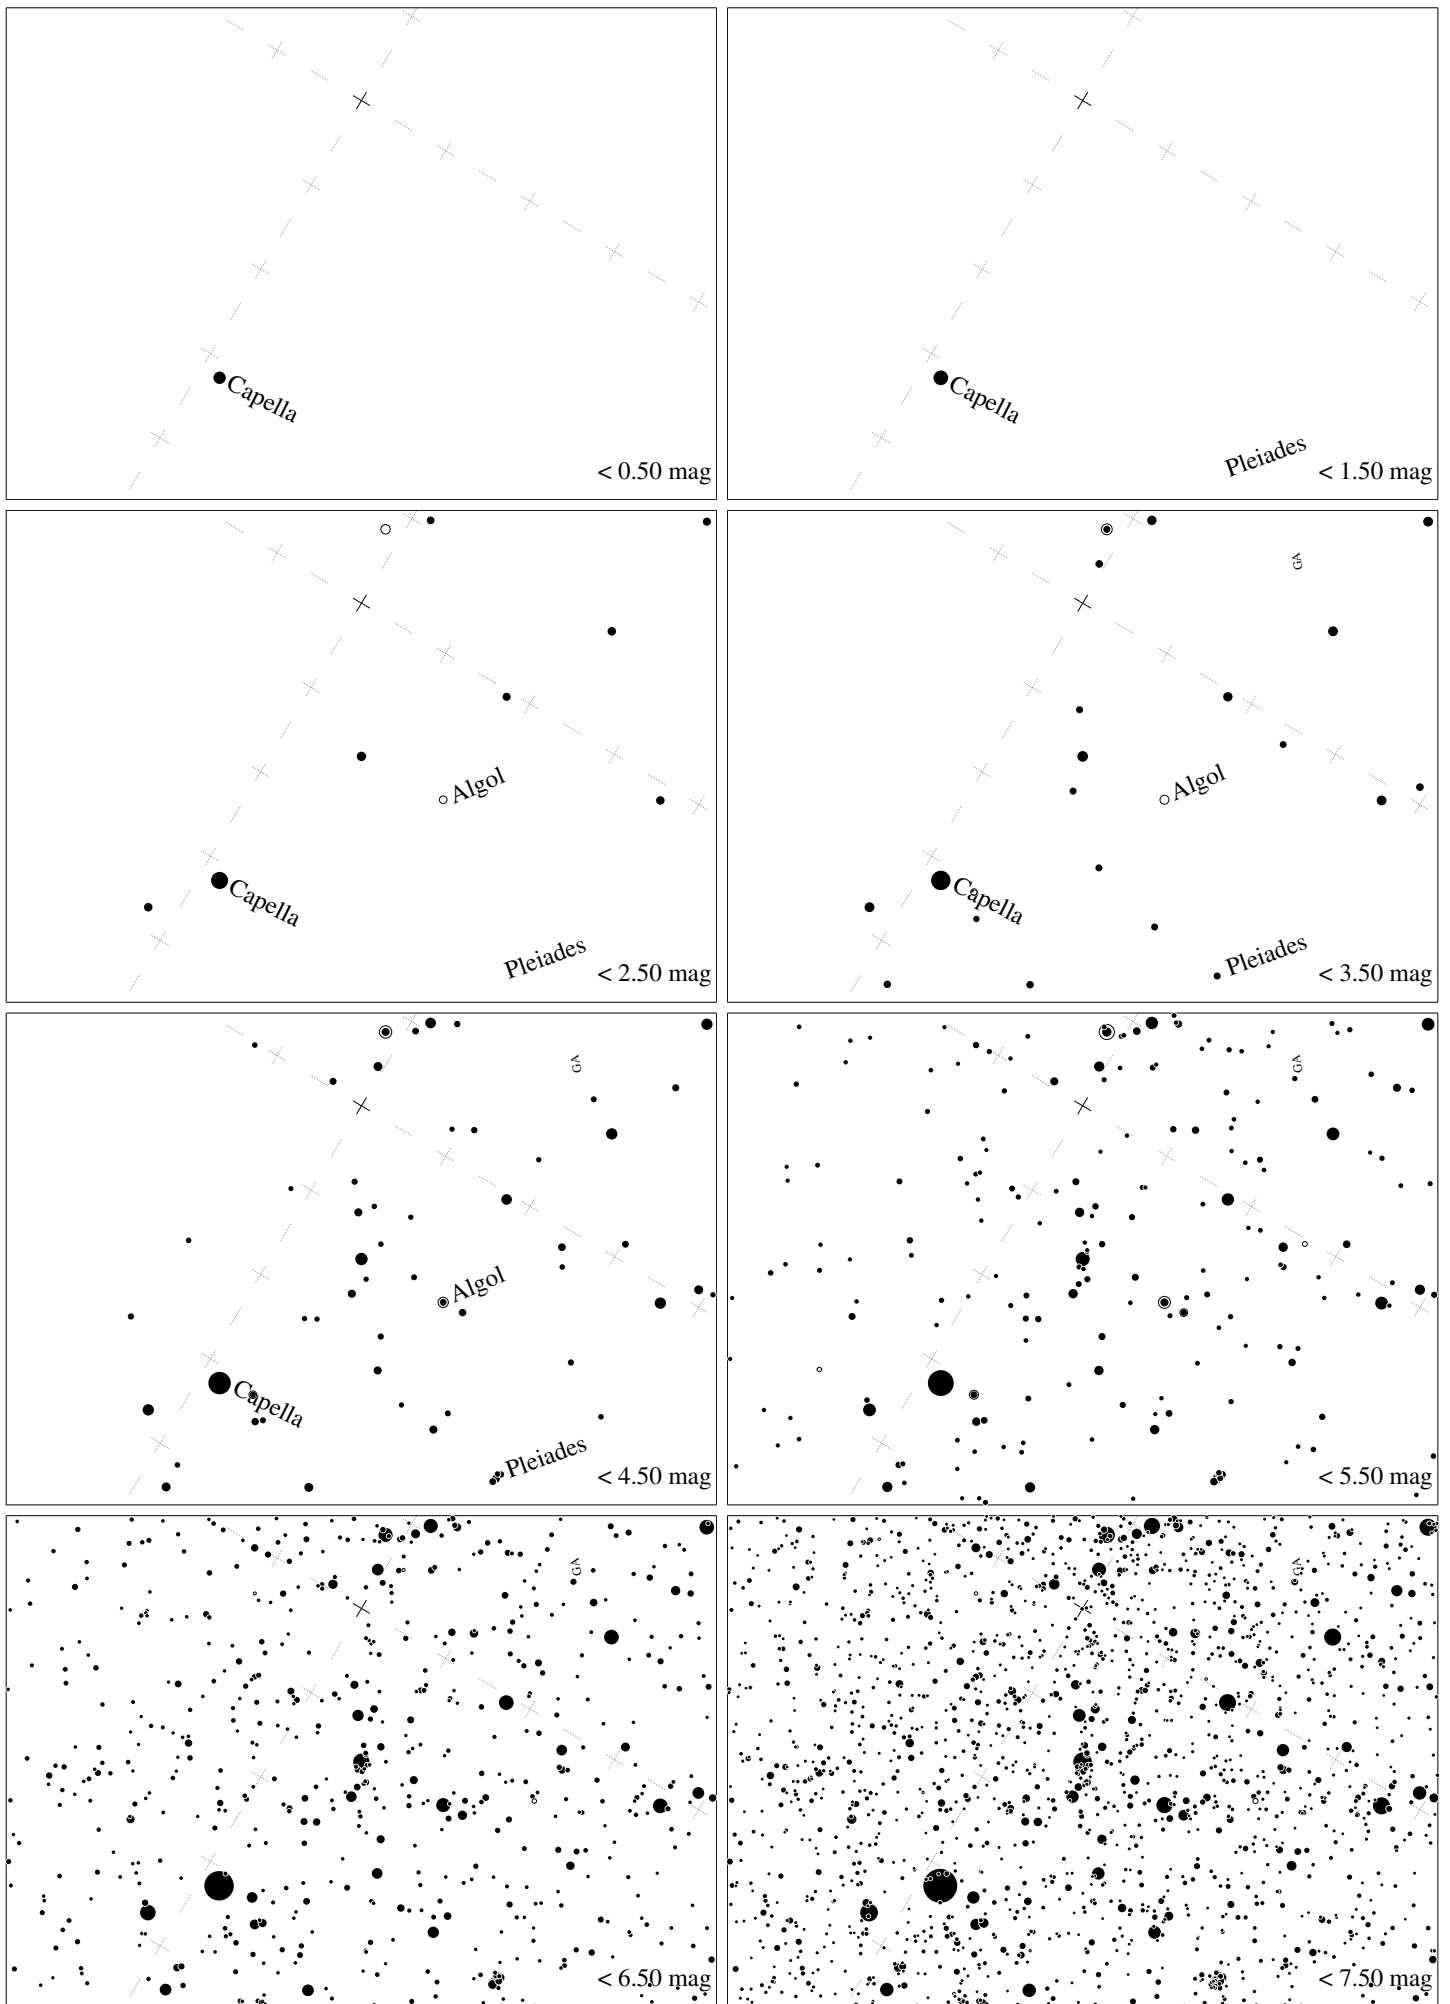 Capella
< 0.50 mag
Capella
Pleiades
< 1.50 mag
Algol
Capella
Pleiades
< 2.50 mag
GA
Algol
Capella
Pleiades
< 3.50 mag
GA
Algol
Capella
Pleiades
< 4.50 mag
GA
< 5.50 mag
GA
< 6.50 mag
GA
< 7.50 mag